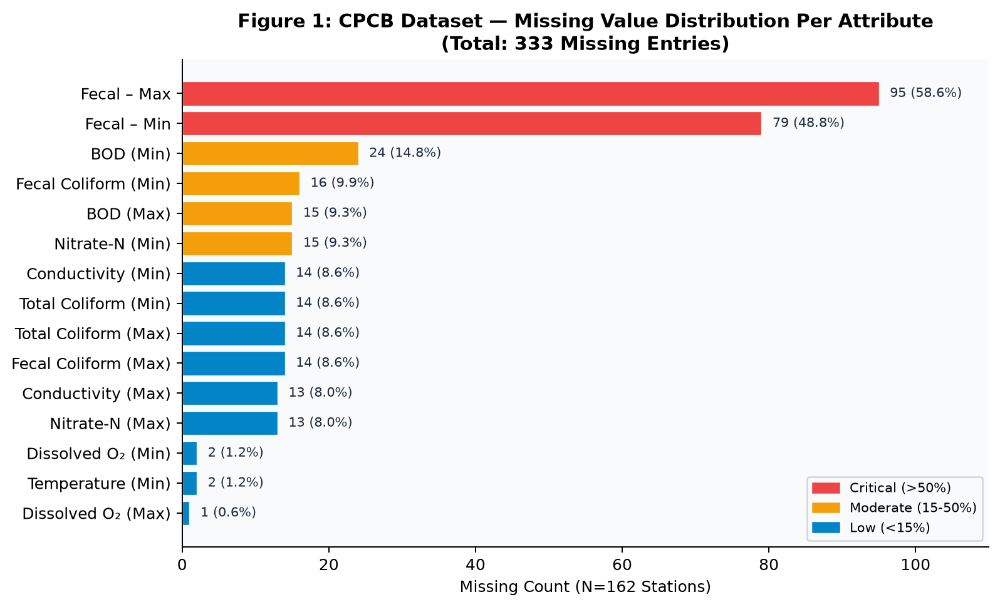 Figure 1: CPCB Dataset — Missing Value Distribution Per Attribute
(Total: 333 Missing Entries)
Fecal – Max 95 (58.6%)
Fecal – Min 79 (48.8%)
BOD (Min) 24 (14.8%)
Fecal Coliform (Min) 16 (9.9%)
BOD (Max) 15 (9.3%)
Nitrate-N (Min) 15 (9.3%)
Conductivity (Min) 14 (8.6%)
Total Coliform (Min) 14 (8.6%)
Total Coliform (Max) 14 (8.6%)
Fecal Coliform (Max) 14 (8.6%)
Conductivity (Max) 13 (8.0%)
Nitrate-N (Max) 13 (8.0%)
Dissolved O₂ (Min) 2 (1.2%)
Temperature (Min) 2 (1.2%)
Dissolved O₂ (Max) 1 (0.6%)
Critical (>50%)
Moderate (15-50%)
Low (<15%)
0 20 40 60 80 100
Missing Count (N=162 Stations)